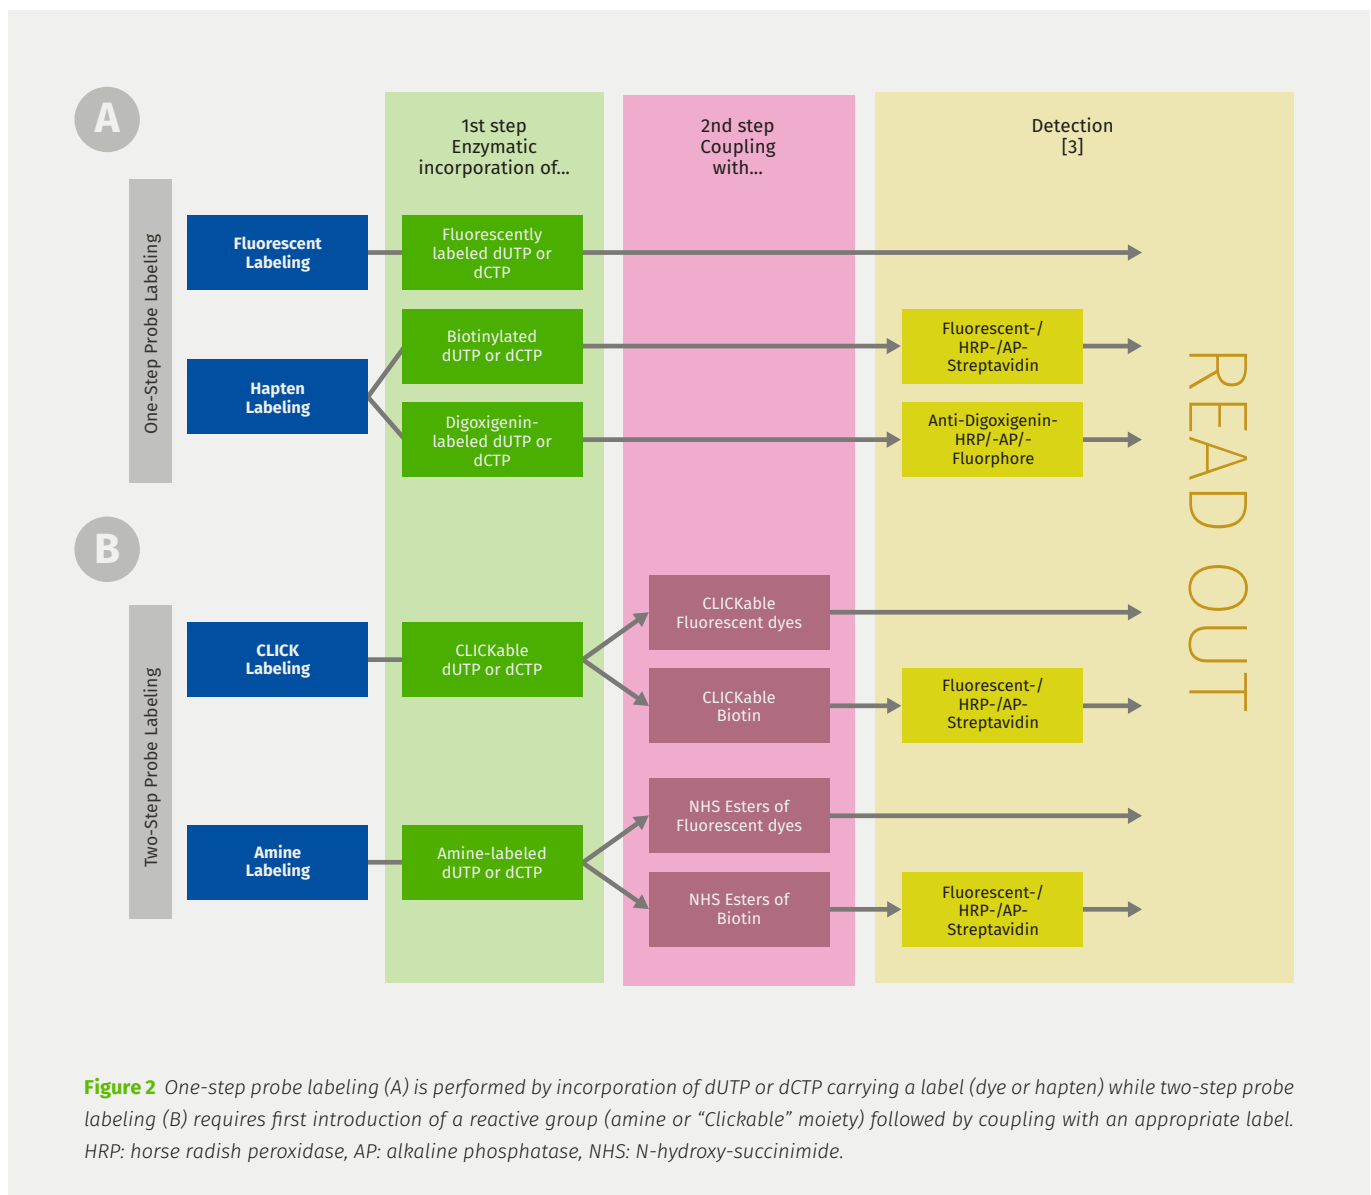 A
1st step
Enzymatic
incorporation of...
2nd step
Coupling
with...
Detection
[3]
One-Step Probe Labeling
Fluorescent
Labeling
Fluorescently
labeled dUTP or
dCTP
Hapten
Labeling
Biotinylated
dUTP or dCTP
Fluorescent-/
HRP-/AP-
Streptavidin
Digoxigenin-
labeled dUTP or
dCTP
Anti-Digoxigenin-
HRP/-AP/-
Fluorphore
READ OUT
B
Two-Step Probe Labeling
CLICK
Labeling
CLICKable
dUTP or dCTP
CLICKable
Fluorescent dyes
CLICKable
Biotin
Fluorescent-/
HRP-/AP-
Streptavidin
Amine
Labeling
Amine-labeled
dUTP or dCTP
NHS Esters of
Fluorescent dyes
NHS Esters of
Biotin
Fluorescent-/
HRP-/AP-
Streptavidin
Figure 2 One-step probe labeling (A) is performed by incorporation of dUTP or dCTP carrying a label (dye or hapten) while two-step probe
labeling (B) requires first introduction of a reactive group (amine or “Clickable” moiety) followed by coupling with an appropriate label.
HRP: horse radish peroxidase, AP: alkaline phosphatase, NHS: N-hydroxy-succinimide.